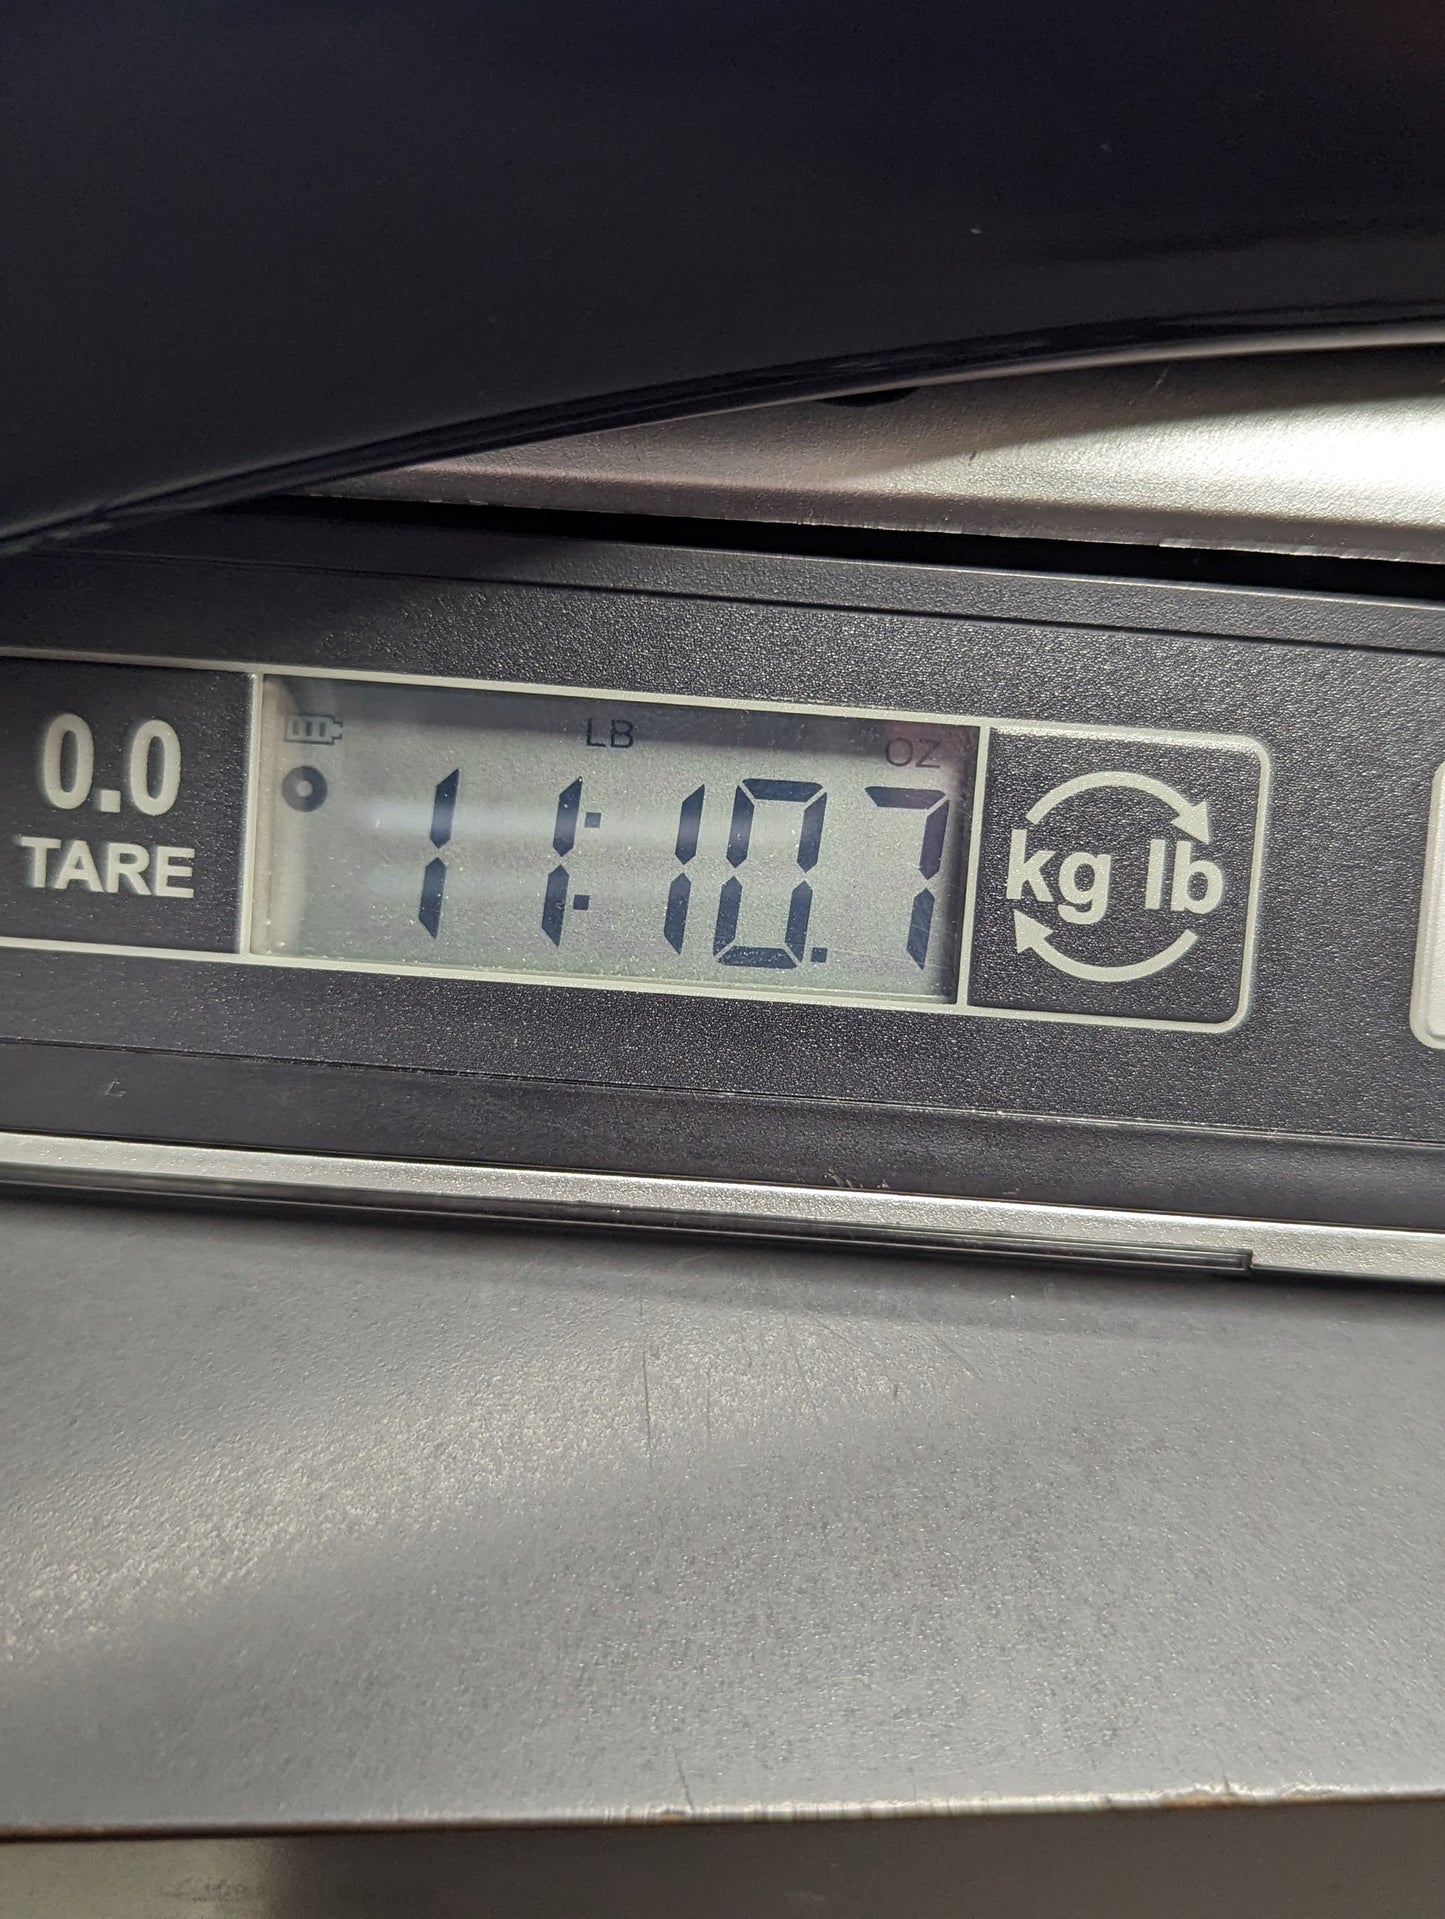 0.0
TARE
LB OZ
11:10.7
kg lb